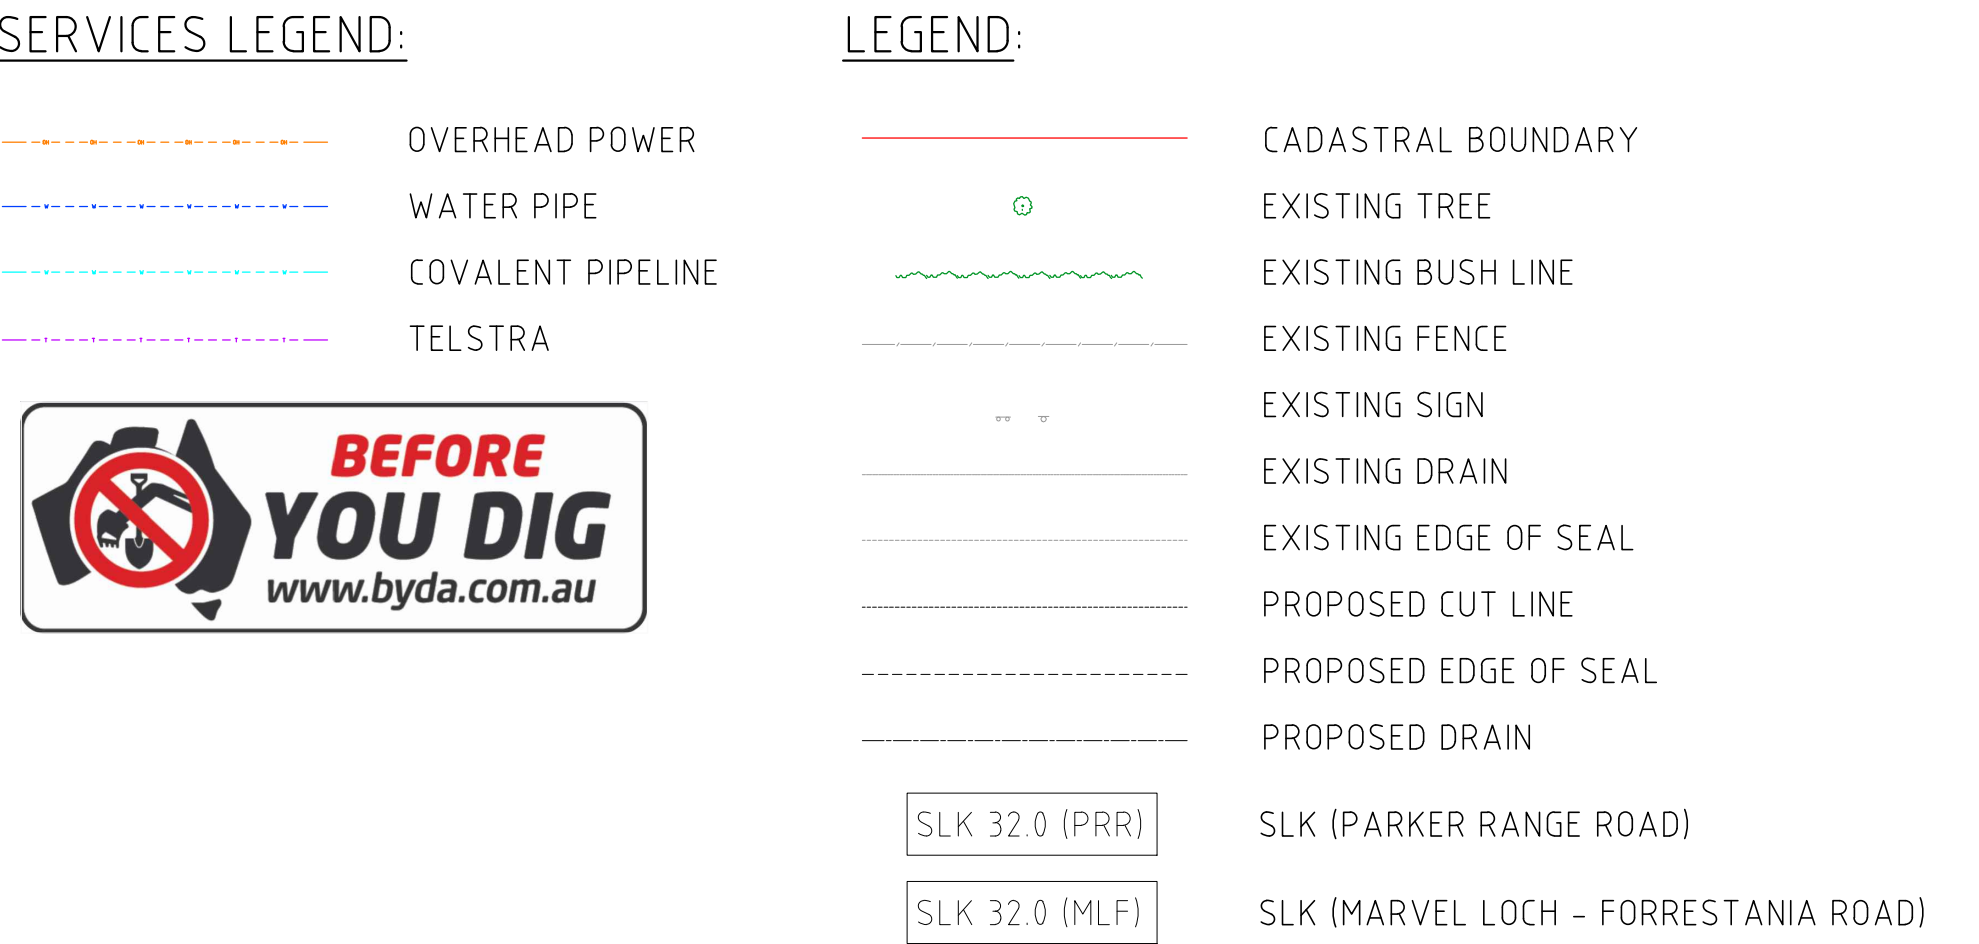 SERVICES LEGEND:
OVERHEAD POWER
WATER PIPE
COVALENT PIPELINE
TELSTRA
BEFORE
YOU DIG
www.byda.com.au
LEGEND:
CADASTRAL BOUNDARY
EXISTING TREE
EXISTING BUSH LINE
EXISTING FENCE
EXISTING SIGN
EXISTING DRAIN
EXISTING EDGE OF SEAL
PROPOSED CUT LINE
PROPOSED EDGE OF SEAL
PROPOSED DRAIN
SLK 32.0 (PRR) SLK (PARKER RANGE ROAD)
SLK 32.0 (MLF) SLK (MARVEL LOCH - FORRESTANIA ROAD)